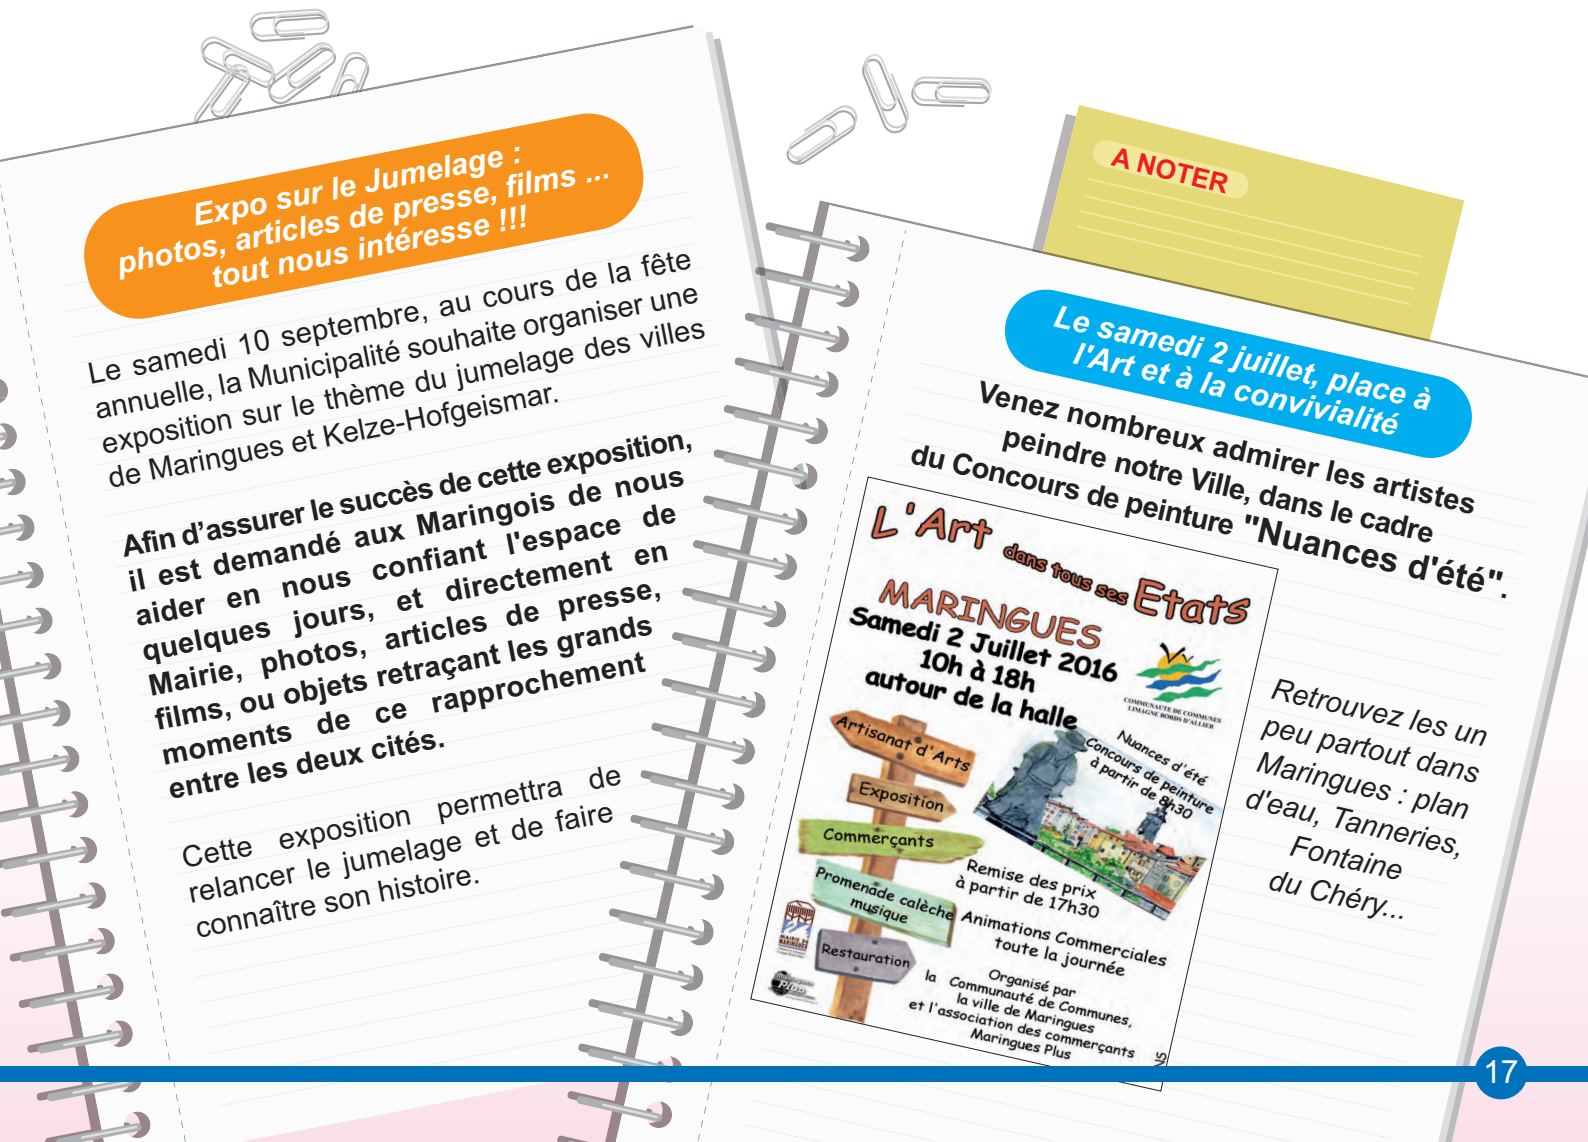 Expo sur le Jumelage :
photos, articles de presse, films ...
tout nous intéresse !!!
Le samedi 10 septembre, au cours de la fête
annuelle, la Municipalité souhaite organiser une
exposition sur le thème du jumelage des villes
de Maringues et Kelze-Hofgeismar.
Afin d’assurer le succès de cette exposition,
il est demandé aux Maringois de nous
aider en nous confiant l'espace de
quelques jours, et directement en
Mairie, photos, articles de presse,
films, ou objets retraçant les grands
moments de ce rapprochement
entre les deux cités.
Cette exposition permettra de
relancer le jumelage et de faire
connaître son histoire.
A NOTER
Le samedi 2 juillet, place à
l'Art et à la convivialité
Venez nombreux admirer les artistes
peindre notre Ville, dans le cadre
du Concours de peinture "Nuances d'été".
L'Art dans tous ses Etats
MARINGUES
Samedi 2 Juillet 2016
10h à 18h
autour de la halle
COMMUNAUTE DE COMMUNES
LIMAGNE BORDS D'ALLIER
Artisanat d'Arts
Exposition
Commerçants
Promenade calèche
musique
Restauration
Nuances d'été
Concours de peinture
à partir de 8h30
Remise des prix
à partir de 17h30
Animations Commerciales
toute la journée
Organisé par
la Communauté de Communes,
la ville de Maringues
et l'association des commerçants
Maringues Plus
MAIRIE DE
MARINGUES
Plus
Retrouvez les un
peu partout dans
Maringues : plan
d'eau, Tanneries,
Fontaine
du Chéry...
17